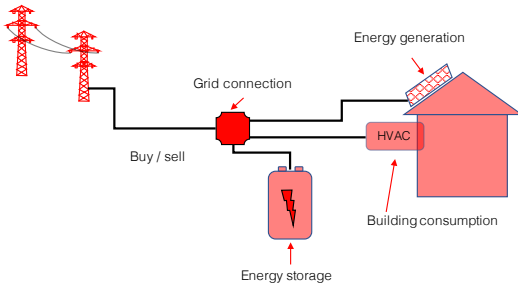 Energy generation
Grid connection
HVAC
Buy / sell
Building consumption
Energy storage